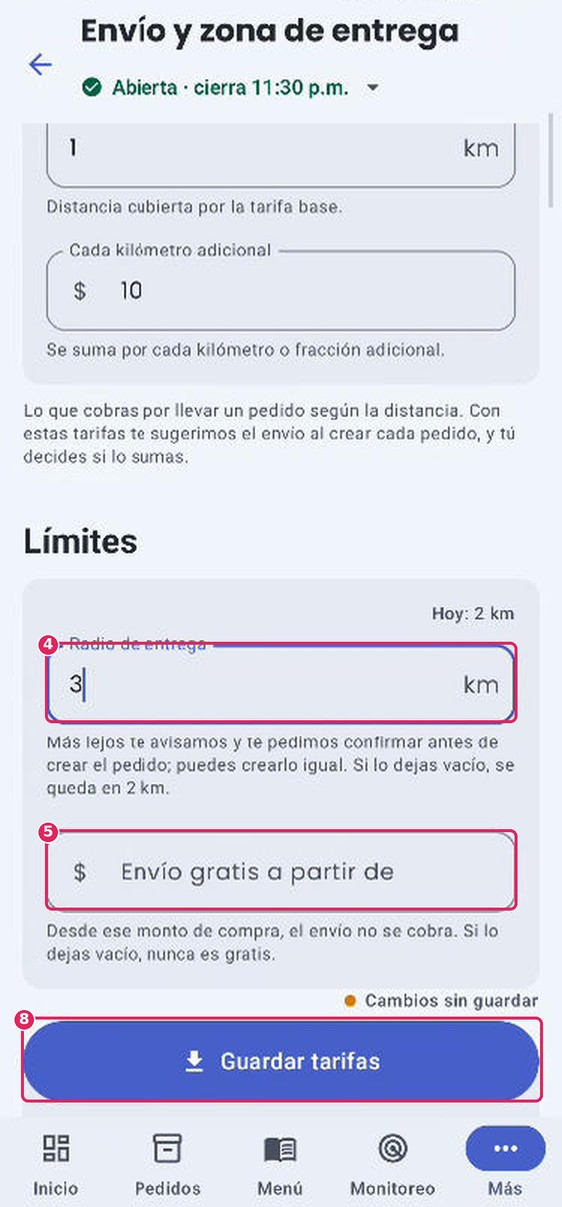 Envío y zona de entrega
Abierta · cierra 11:30 p.m.
1 km
Distancia cubierta por la tarifa base.
Cada kilómetro adicional
$ 10
Se suma por cada kilómetro o fracción adicional.
Lo que cobras por llevar un pedido según la distancia. Con
estas tarifas te sugerimos el envío al crear cada pedido, y tú
decides si lo sumas.
Límites
Hoy: 2 km
4 Radio de entrega
3 km
Más lejos te avisamos y te pedimos confirmar antes de
crear el pedido; puedes crearlo igual. Si lo dejas vacío, se
queda en 2 km.
5
$ Envío gratis a partir de
Desde ese monto de compra, el envío no se cobra. Si lo
dejas vacío, nunca es gratis.
Cambios sin guardar
8
Guardar tarifas
Inicio Pedidos Menú Monitoreo Más